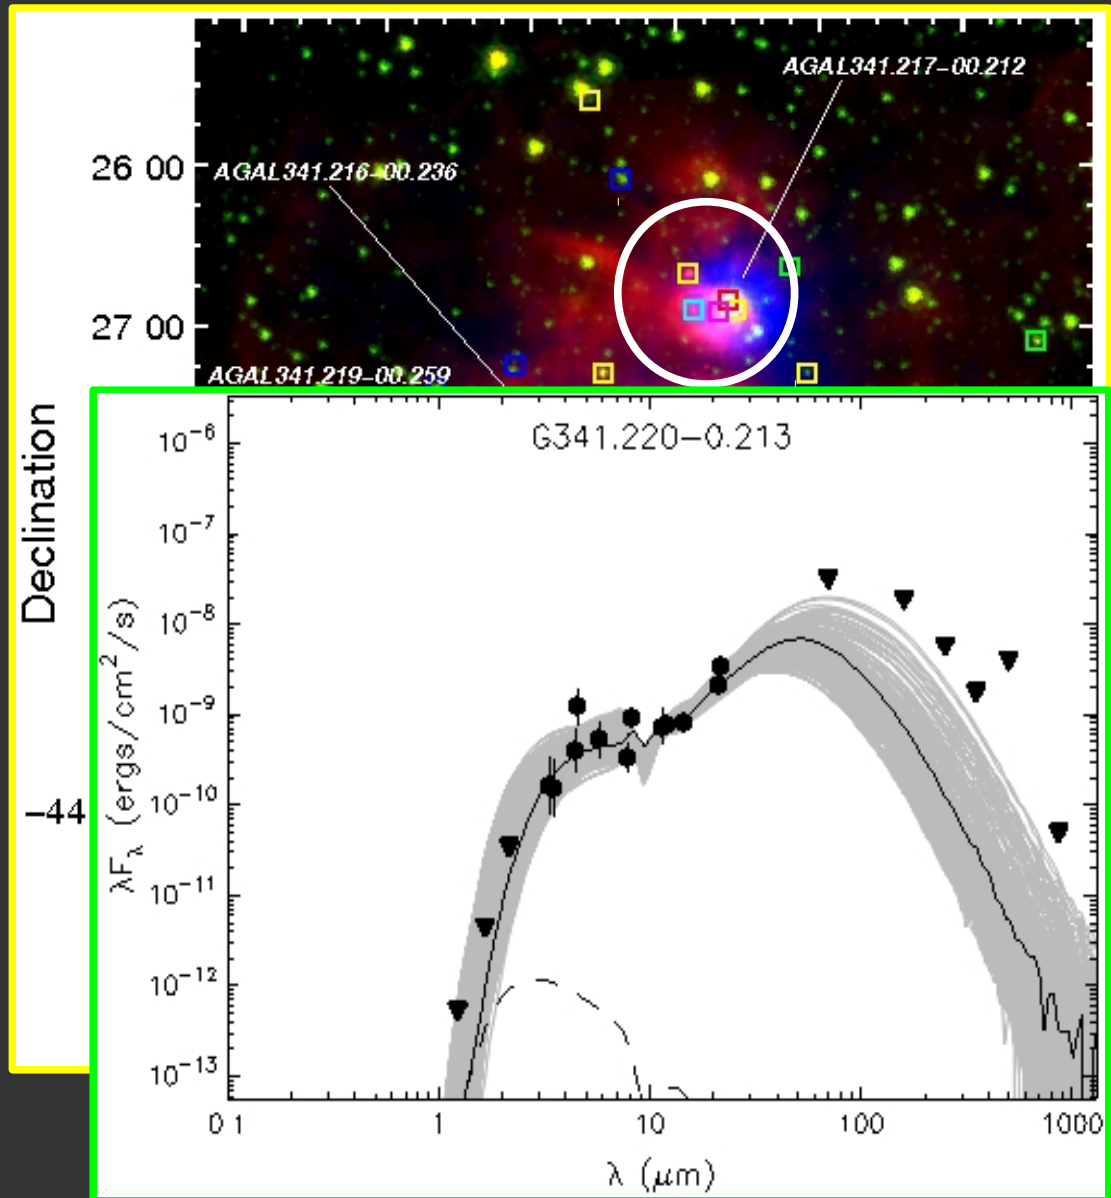 AGAL341.217−00.212
26 00
AGAL341.216−00.236
27 00
AGAL341.219−00.259
Declination
−44
G341.220−0.213
10⁻⁶
10⁻⁷
10⁻⁸
10⁻⁹
10⁻¹⁰
10⁻¹¹
10⁻¹²
10⁻¹³
λF_λ (ergs/cm²/s)
0 1 1 10 100 1000
λ (μm)